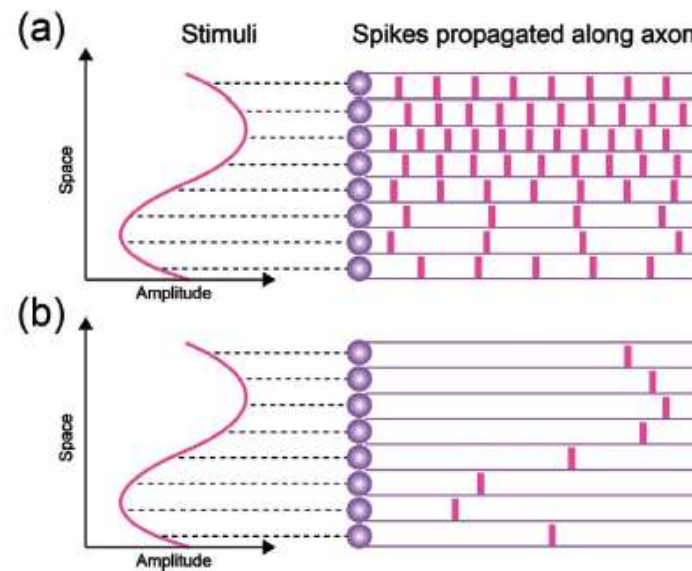 (a)
Stimuli
Spikes propagated along axon
Space
Amplitude
(b)
Space
Amplitude